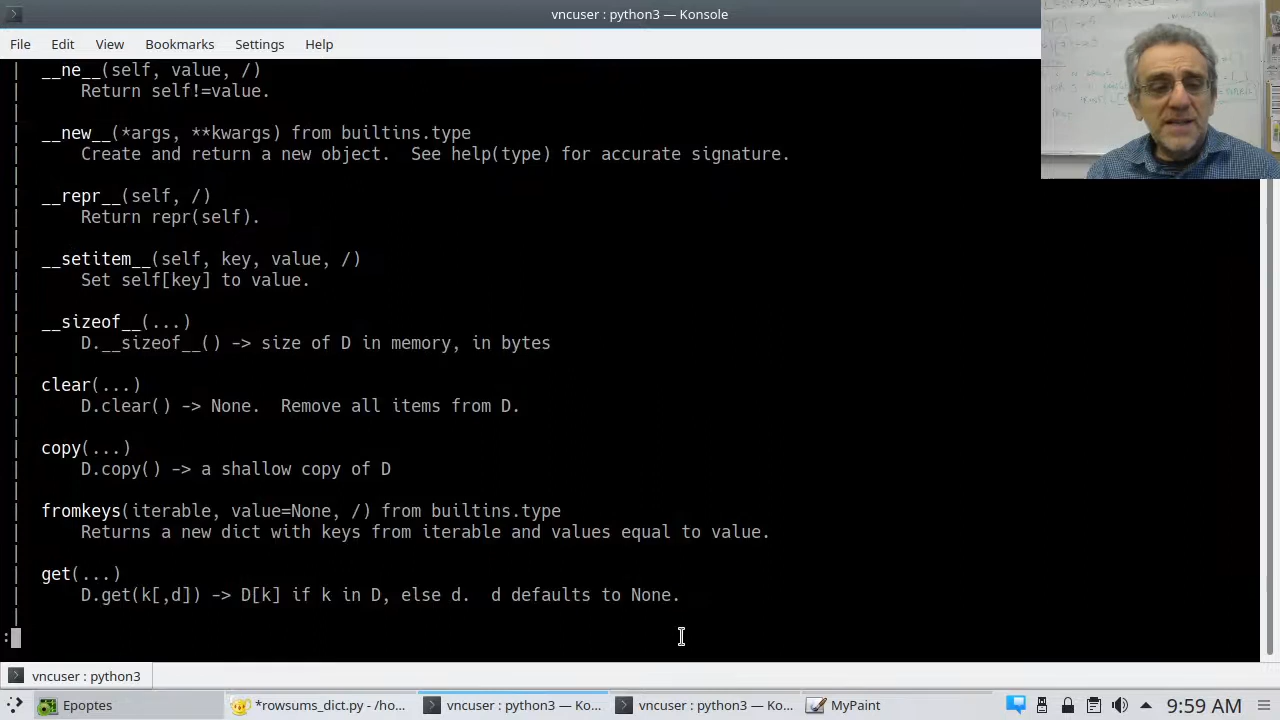 vncuser : python3 — Konsole
File Edit View Bookmarks Settings Help
| __ne__(self, value, /)
| Return self!=value.
|
| __new__(*args, **kwargs) from builtins.type
| Create and return a new object.  See help(type) for accurate signature.
|
| __repr__(self, /)
| Return repr(self).
|
| __setitem__(self, key, value, /)
| Set self[key] to value.
|
| __sizeof__(...)
| D.__sizeof__() -> size of D in memory, in bytes
|
| clear(...)
| D.clear() -> None.  Remove all items from D.
|
| copy(...)
| D.copy() -> a shallow copy of D
|
| fromkeys(iterable, value=None, /) from builtins.type
| Returns a new dict with keys from iterable and values equal to value.
|
| get(...)
| D.get(k[,d]) -> D[k] if k in D, else d.  d defaults to None.
|
:
vncuser : python3
Epoptes *rowsums_dict.py - /ho... vncuser : python3 — Ko... vncuser : python3 — Ko... MyPaint 9:59 AM